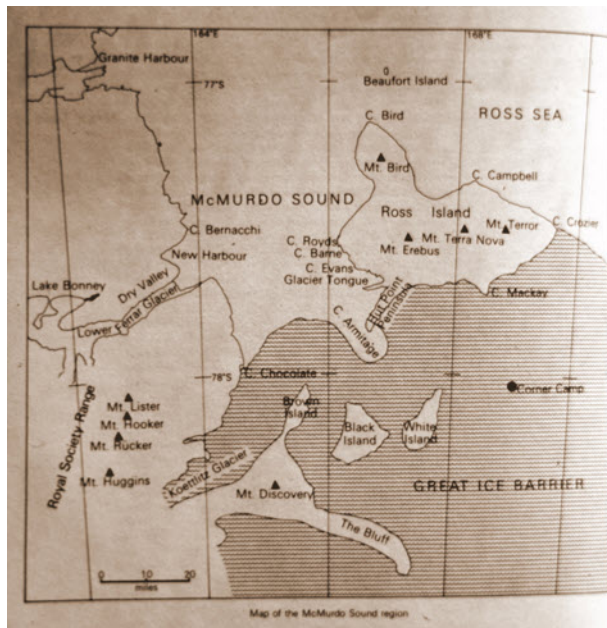 164°E
168°E
Granite Harbour
77°S
Beaufort Island
C. Bird
ROSS SEA
Mt. Bird
C. Campbell
McMURDO SOUND
Ross Island
Mt. Terror
C. Crozier
C. Bernacchi
C. Royds
Mt. Terra Nova
C. Barne
Mt. Erebus
New Harbour
C. Evans
Glacier Tongue
Lake Bonney
Dry Valley
C. Mackay
Hut Point
Peninsula
Lower Ferrar Glacier
C. Armitage
78°S
C. Chocolate
Corner Camp
Royal Society Range
Mt. Lister
Brown
Island
Mt. Hooker
Black
Island
White
Island
Mt. Rucker
Koettlitz Glacier
Mt. Huggins
Mt. Discovery
GREAT ICE BARRIER
The Bluff
0 10 20
miles
Map of the McMurdo Sound region